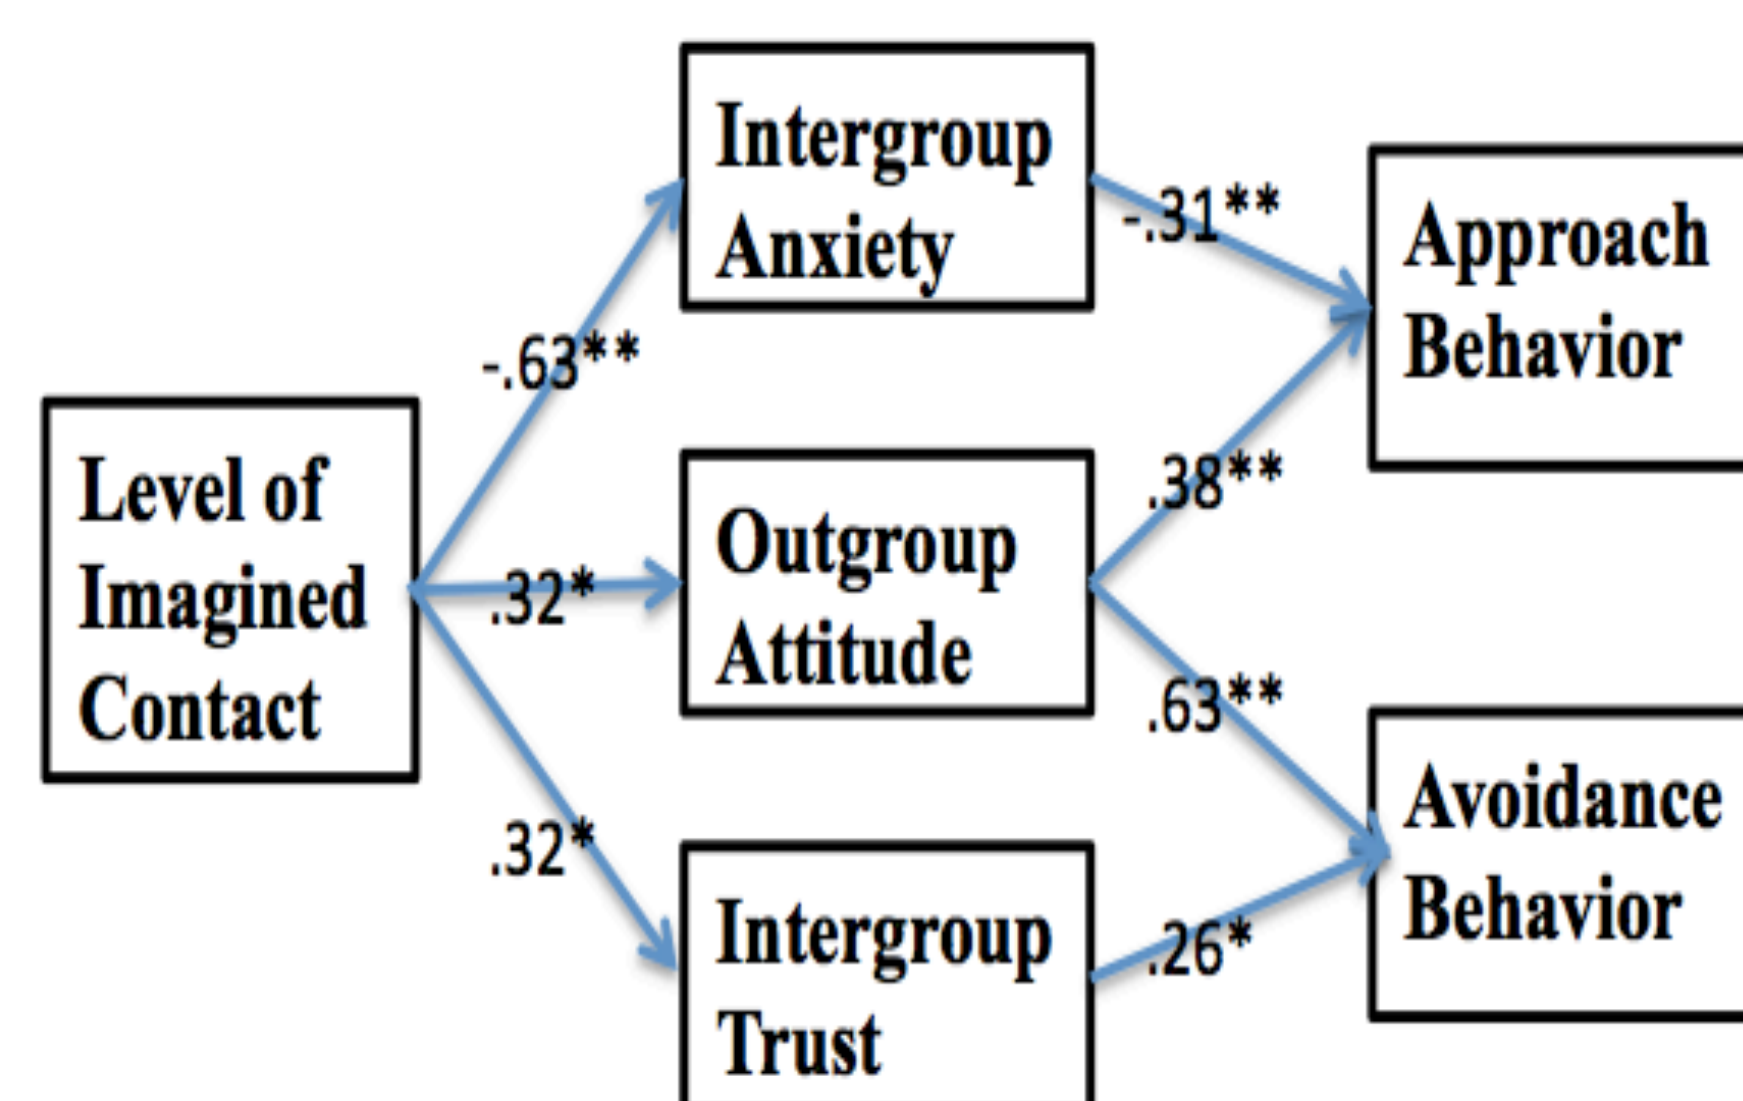 Intergroup
Anxiety
-.31**
Approach
Behavior
-.63**
Level of
Imagined
Contact
.32*
Outgroup
Attitude
.38**
.63**
Avoidance
Behavior
.32*
Intergroup
Trust
.26*